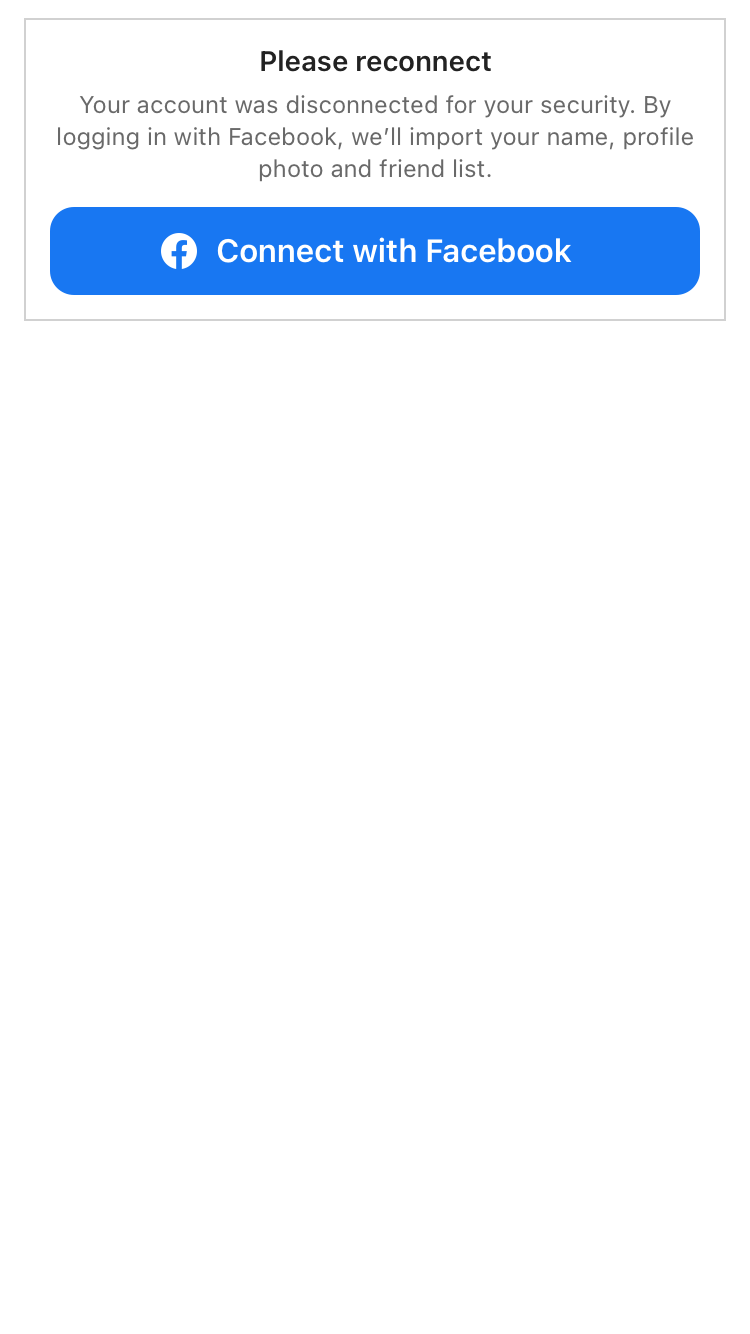 Please reconnect
Your account was disconnected for your security. By
logging in with Facebook, we’ll import your name, profile
photo and friend list.
Connect with Facebook